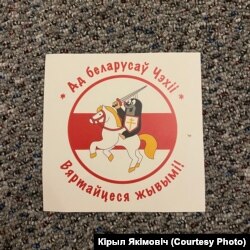 * Ад беларусаў Чэхіі *
Вяртайцеся жывымі!
Кірыл Якімовіч (Courtesy Photo)